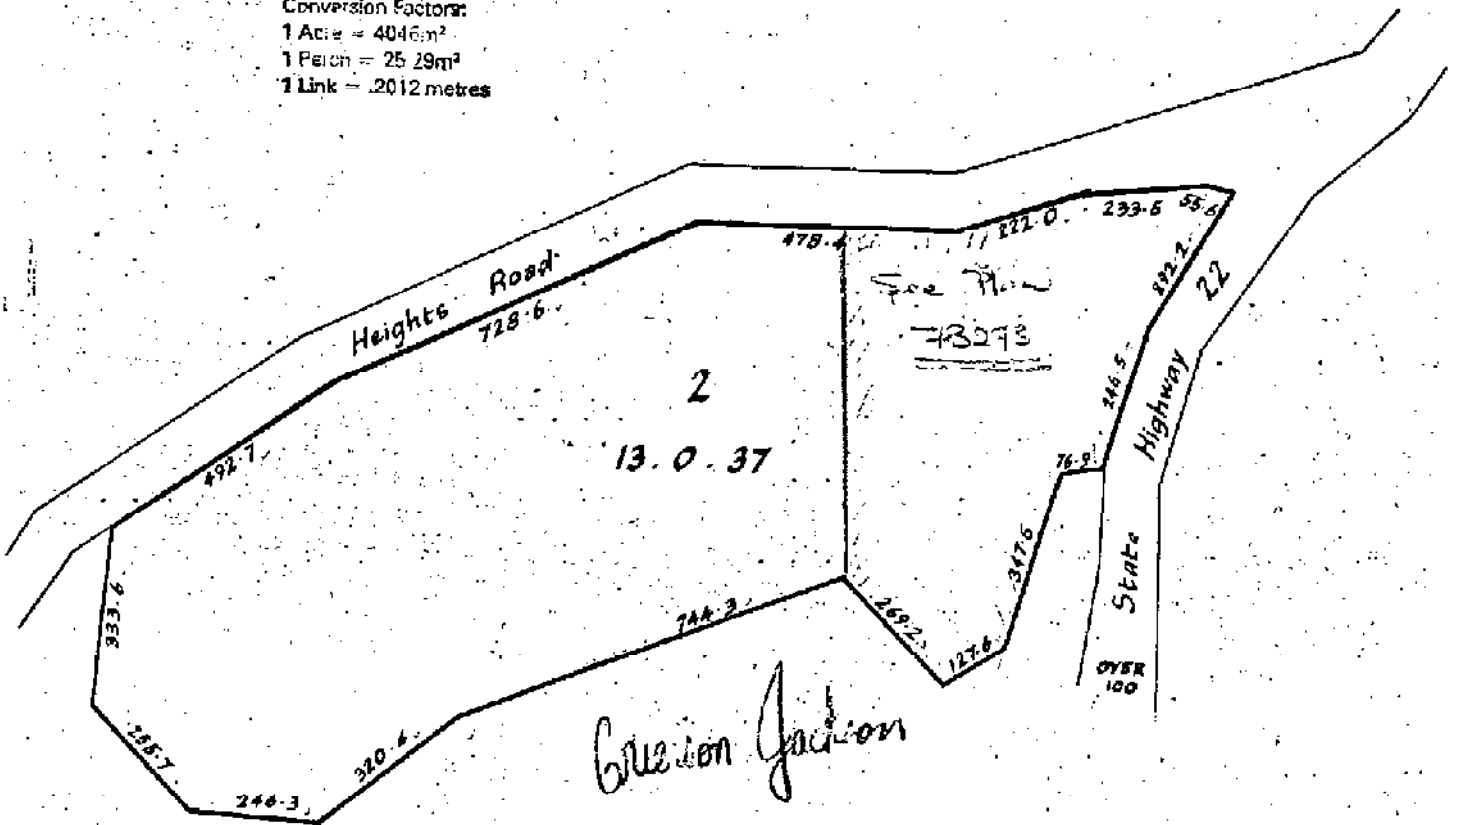 Conversion Factors:
1 Acre = 4046m²
1 Perch = 25 29m²
1 Link = .2012 metres
Heights Road
728.6
492.7
478.4
222.0
233.5
55.6
292.2
22
246.5
Highway
State
OVER
100
76.9
347.6
127.6
269.2
744.3
320.4
246.3
255.7
333.6
2
13.0.37
See Plan
73273
Jackson